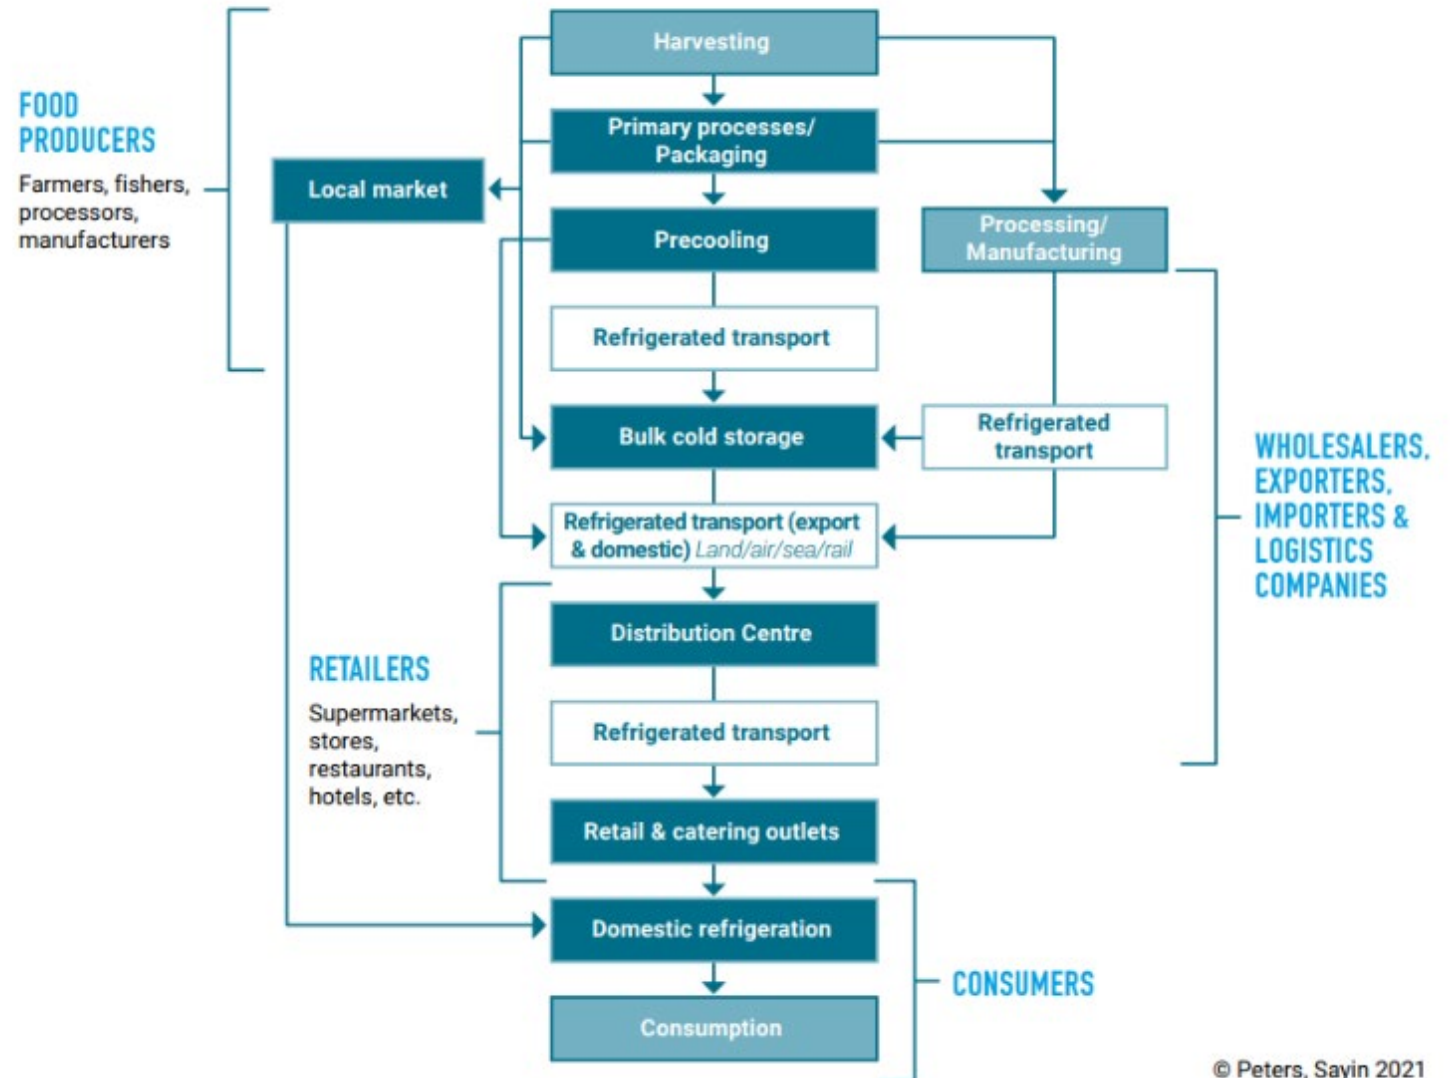 Harvesting
FOOD
PRODUCERS
Farmers, fishers,
processors,
manufacturers
Primary processes/
Packaging
Local market
Precooling
Processing/
Manufacturing
Refrigerated transport
Bulk cold storage
Refrigerated
transport
WHOLESALERS,
EXPORTERS,
IMPORTERS &
LOGISTICS
COMPANIES
Refrigerated transport (export
& domestic) Land/air/sea/rail
Distribution Centre
RETAILERS
Supermarkets,
stores,
restaurants,
hotels, etc.
Refrigerated transport
Retail & catering outlets
Domestic refrigeration
CONSUMERS
Consumption
© Peters, Sayin 2021